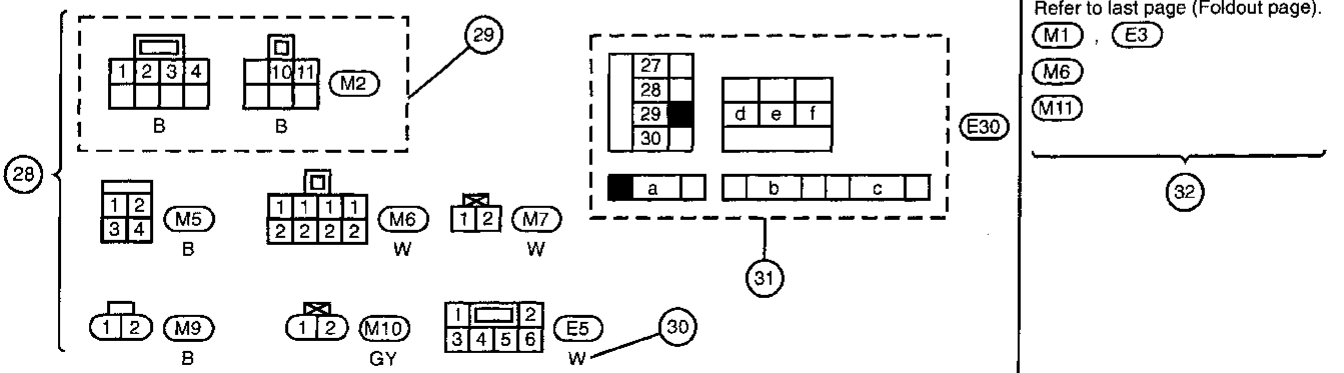 Refer to last page (Foldout page).
M1 , E3
M6
M11
32
28
29
1 2 3 4
B
10 11
M2
B
27
28
29
30
d e f
a
b c
E30
31
1 2
3 4
M5
B
1 1 1 1
2 2 2 2
M6
W
1 2
M7
W
1 2
M9
B
1 2
M10
GY
1 2
3 4 5 6
E5
W
30